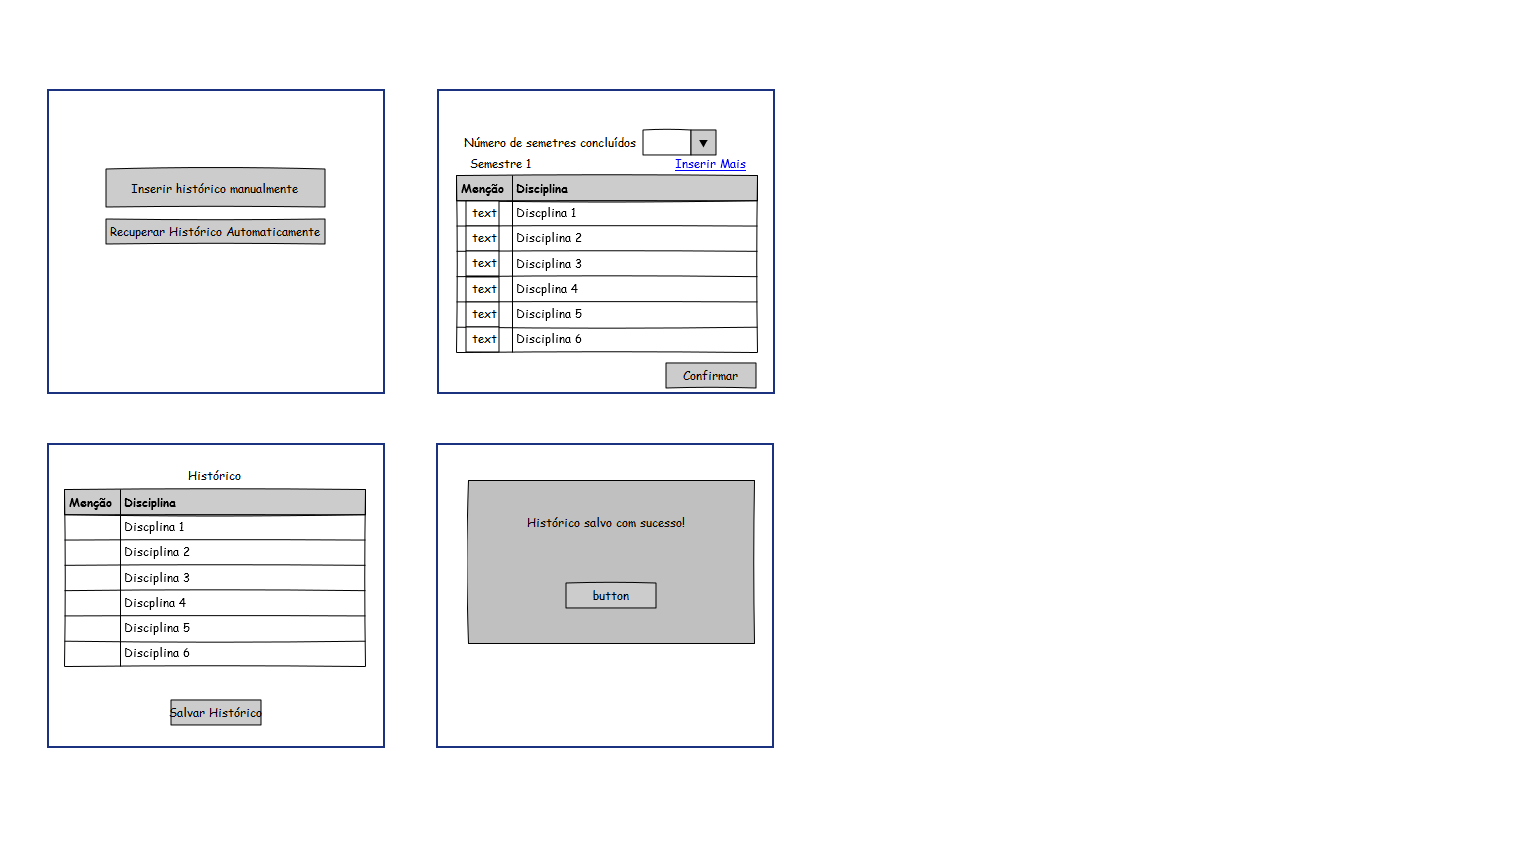 Inserir histórico manualmente
Recuperar Histórico Automaticamente
Número de semetres concluídos
Semestre 1 Inserir Mais
Menção Disciplina
text Discplina 1
text Disciplina 2
text Disciplina 3
text Discplina 4
text Disciplina 5
text Disciplina 6
Confirmar
Histórico
Menção Disciplina
Discplina 1
Disciplina 2
Disciplina 3
Discplina 4
Disciplina 5
Disciplina 6
Salvar Histórico
Histórico salvo com sucesso!
button